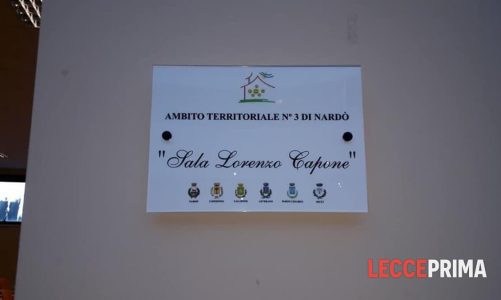 AMBITO TERRITORIALE N° 3 DI NARDÒ
"Sala Lorenzo Capone"
LECCEPRIMA